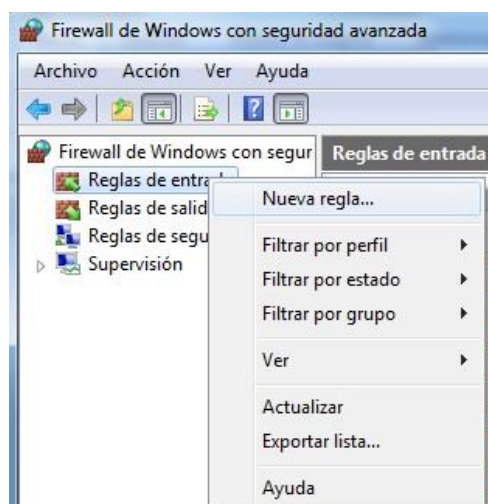 Firewall de Windows con seguridad avanzada
Archivo Acción Ver Ayuda
Firewall de Windows con segur
Reglas de entrada
Reglas de entrad
Nueva regla...
Reglas de salid
Reglas de segu
Filtrar por perfil
Supervisión
Filtrar por estado
Filtrar por grupo
Ver
Actualizar
Exportar lista...
Ayuda